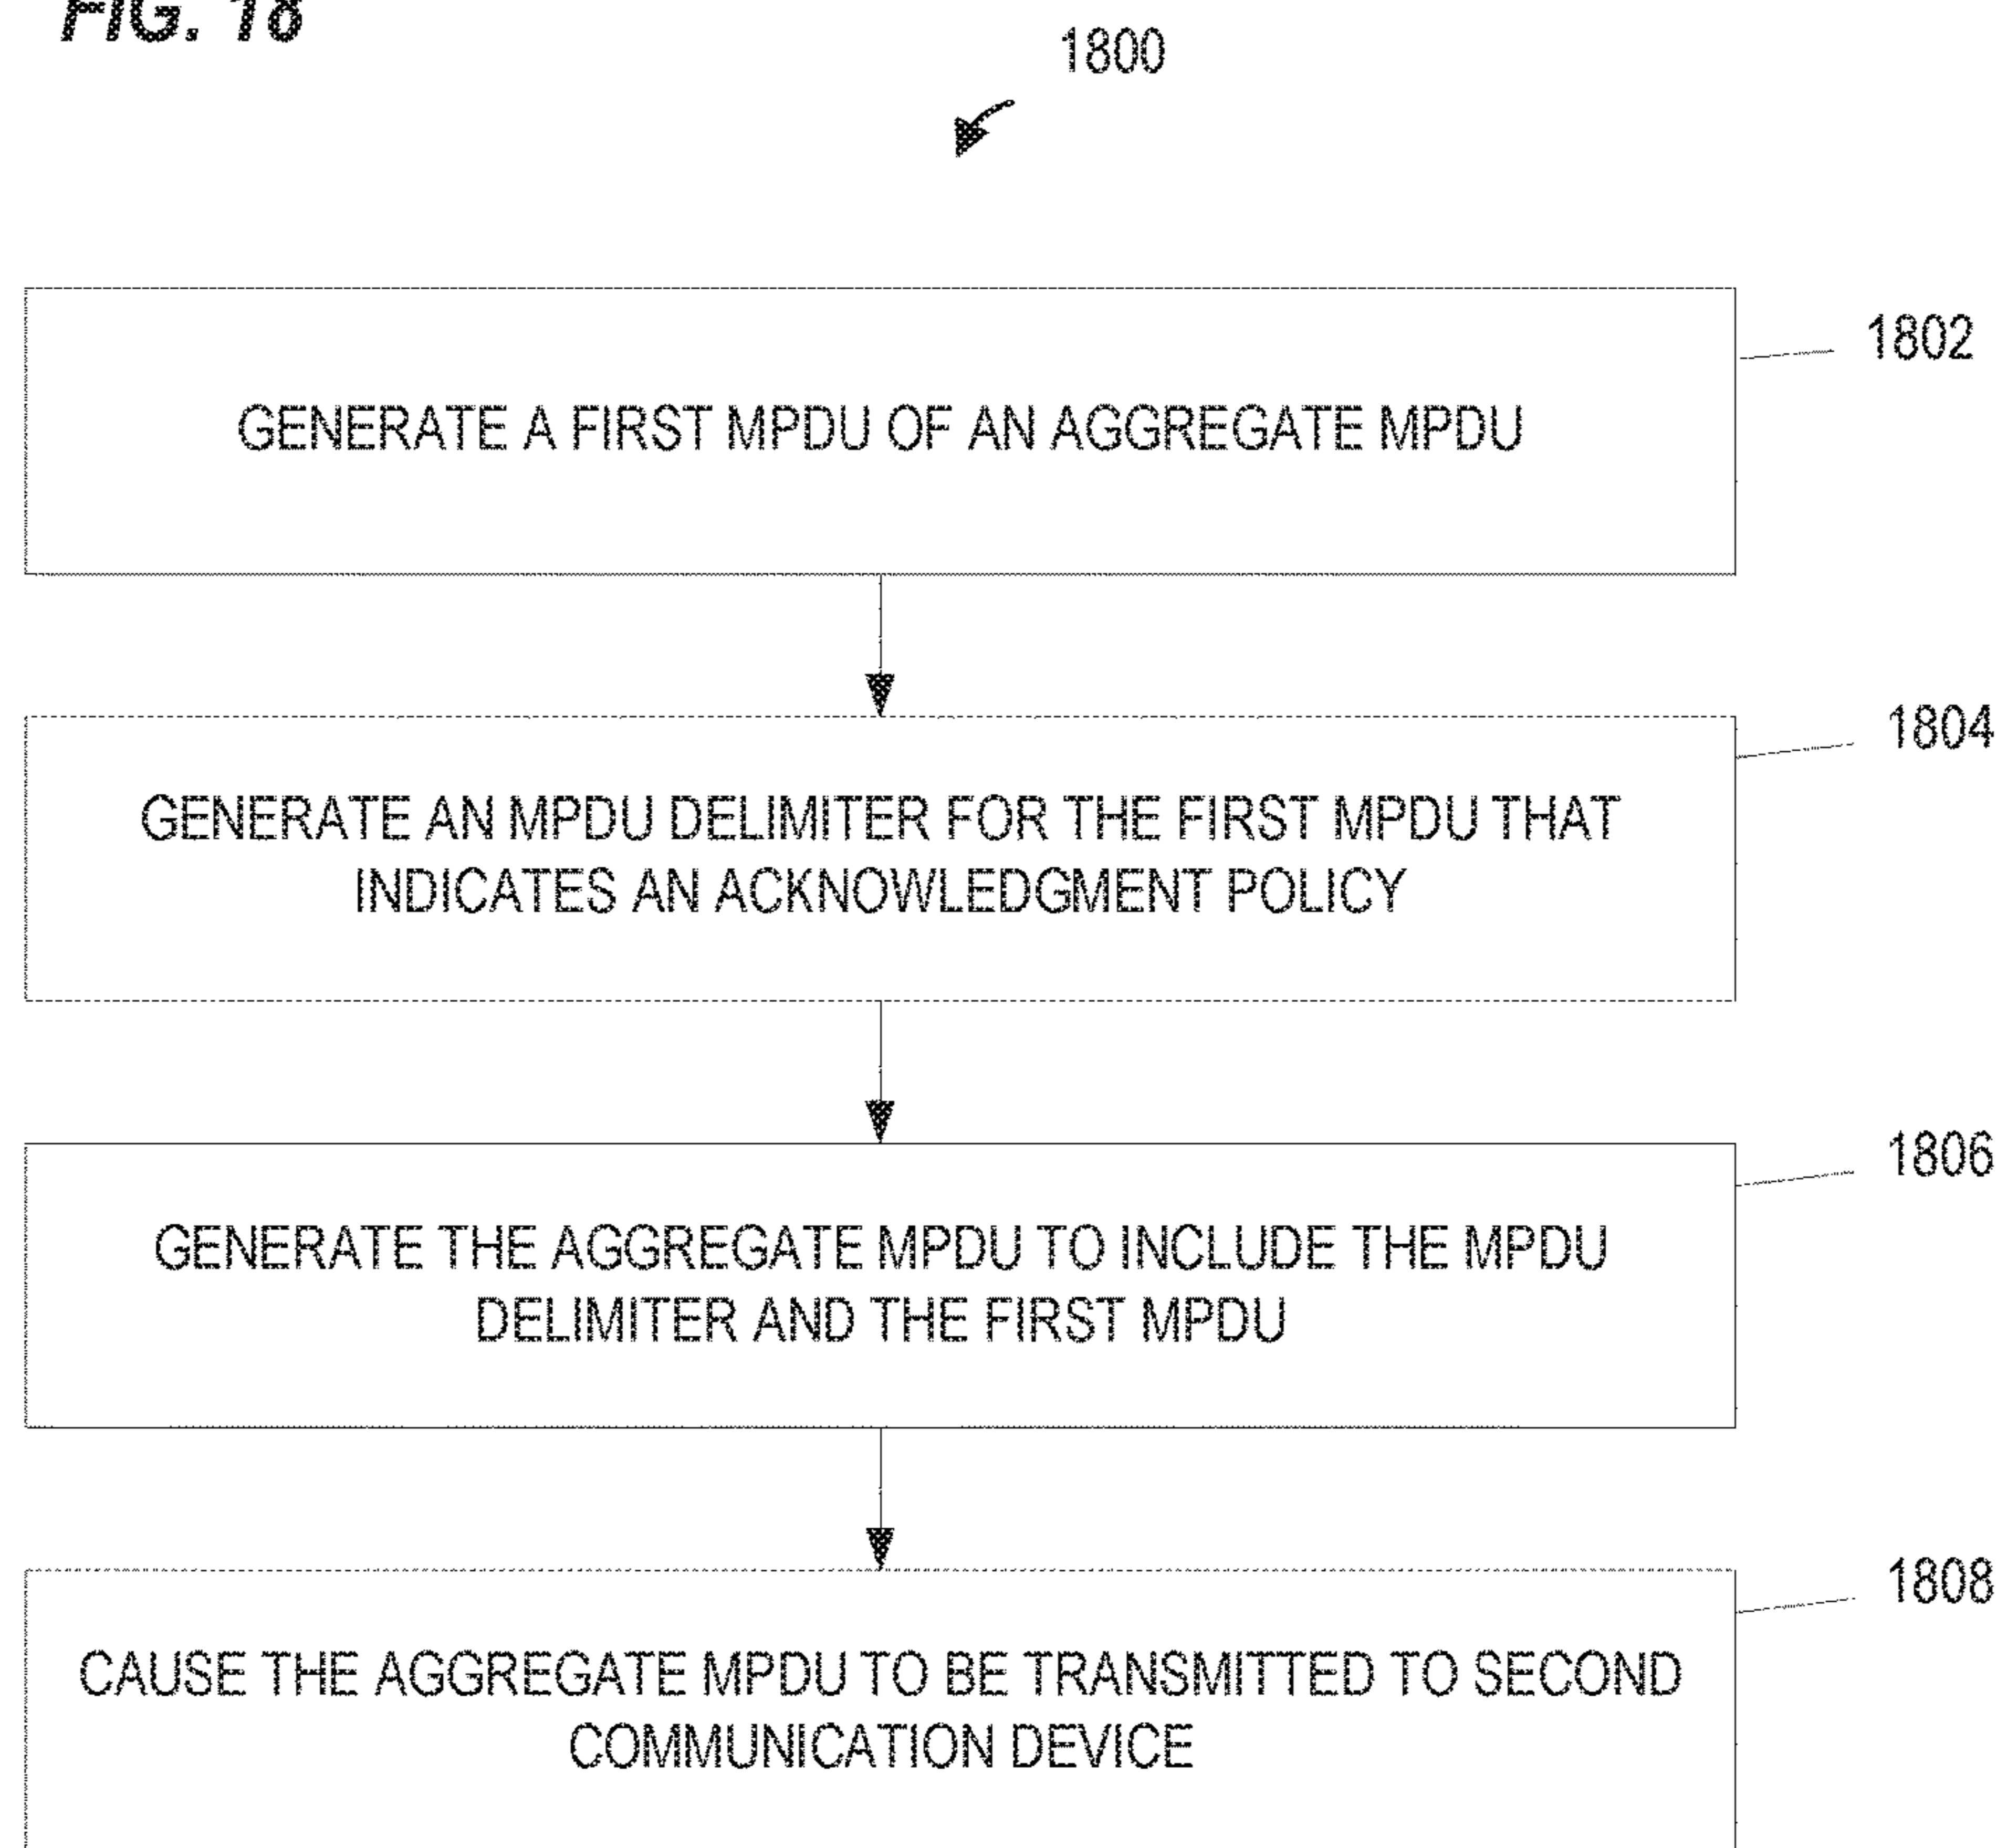 FIG. 18
1800
1802
GENERATE A FIRST MPDU OF AN AGGREGATE MPDU
1804
GENERATE AN MPDU DELIMITER FOR THE FIRST MPDU THAT
INDICATES AN ACKNOWLEDGMENT POLICY
1806
GENERATE THE AGGREGATE MPDU TO INCLUDE THE MPDU
DELIMITER AND THE FIRST MPDU
1808
CAUSE THE AGGREGATE MPDU TO BE TRANSMITTED TO SECOND
COMMUNICATION DEVICE